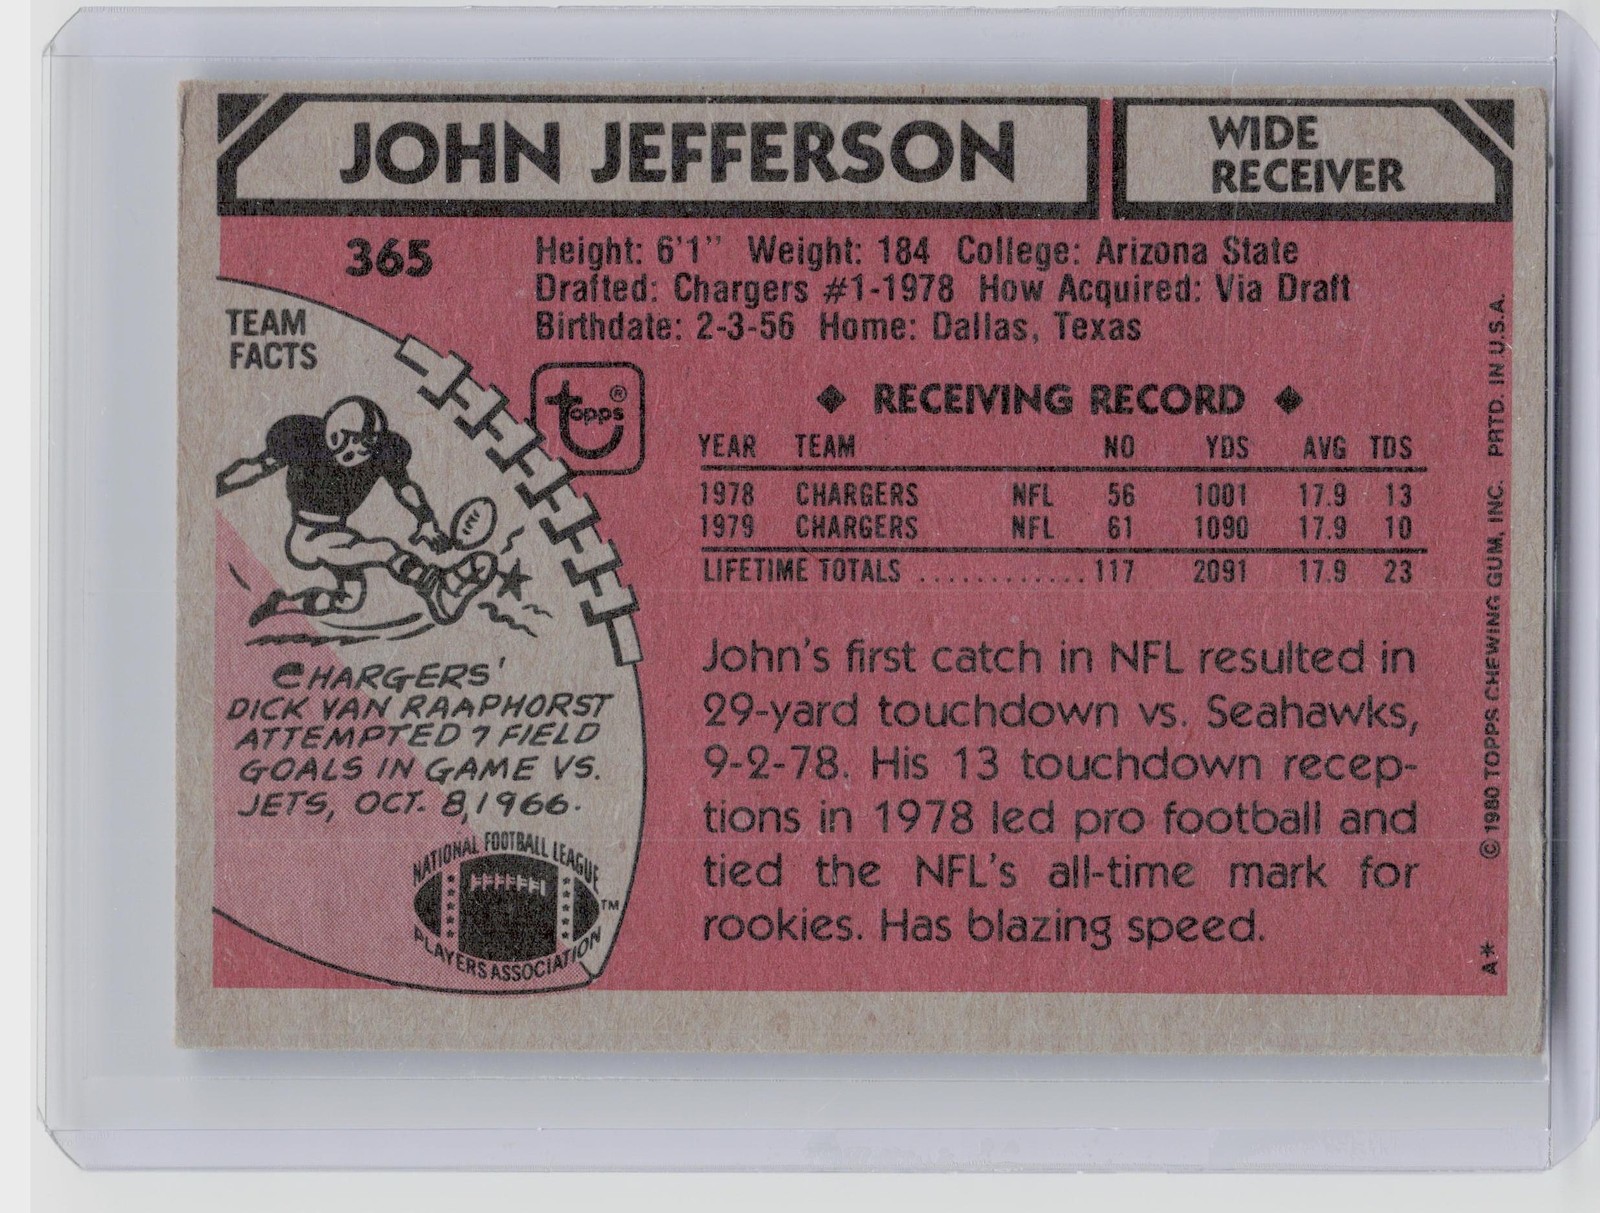 JOHN JEFFERSON
WIDE
RECEIVER
365
Height: 6'1" Weight: 184 College: Arizona State
Drafted: Chargers #1-1978 How Acquired: Via Draft
Birthdate: 2-3-56 Home: Dallas, Texas
TEAM
FACTS
topps®
◆ RECEIVING RECORD ◆
YEAR TEAM NO YDS AVG TDS
1978 CHARGERS NFL 56 1001 17.9 13
1979 CHARGERS NFL 61 1090 17.9 10
LIFETIME TOTALS ............ 117 2091 17.9 23
CHARGERS'
DICK VAN RAAPHORST
ATTEMPTED 7 FIELD
GOALS IN GAME VS.
JETS, OCT. 8, 1966.
John's first catch in NFL resulted in
29-yard touchdown vs. Seahawks,
9-2-78. His 13 touchdown recep-
tions in 1978 led pro football and
tied the NFL's all-time mark for
rookies. Has blazing speed.
NATIONAL FOOTBALL LEAGUE
PLAYERS ASSOCIATION
TM
A* © 1980 TOPPS CHEWING GUM, INC. PRTD. IN U.S.A.